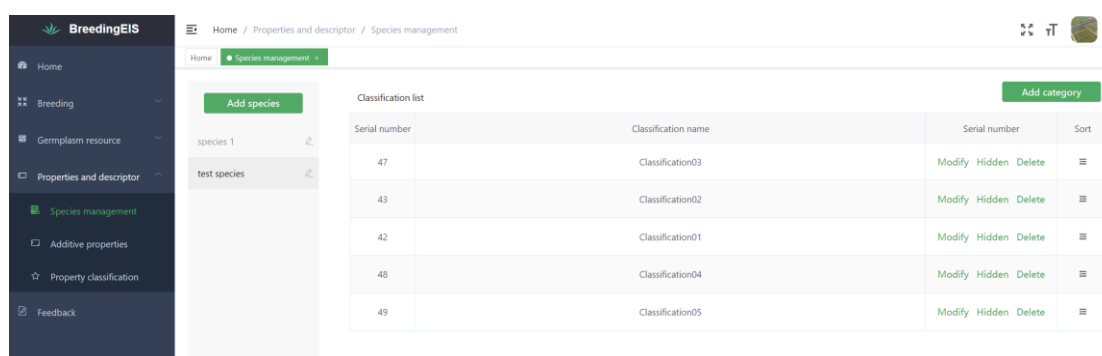 BreedingEIS
Home / Properties and descriptor / Species management
тT
Home
Species management ×
Home
Breeding
Germplasm resource
Properties and descriptor
Species management
Additive properties
Property classification
Feedback
Add species
species 1
test species
Classification list
Add category
Serial number Classification name Serial number Sort
47 Classification03 Modify Hidden Delete
43 Classification02 Modify Hidden Delete
42 Classification01 Modify Hidden Delete
48 Classification04 Modify Hidden Delete
49 Classification05 Modify Hidden Delete